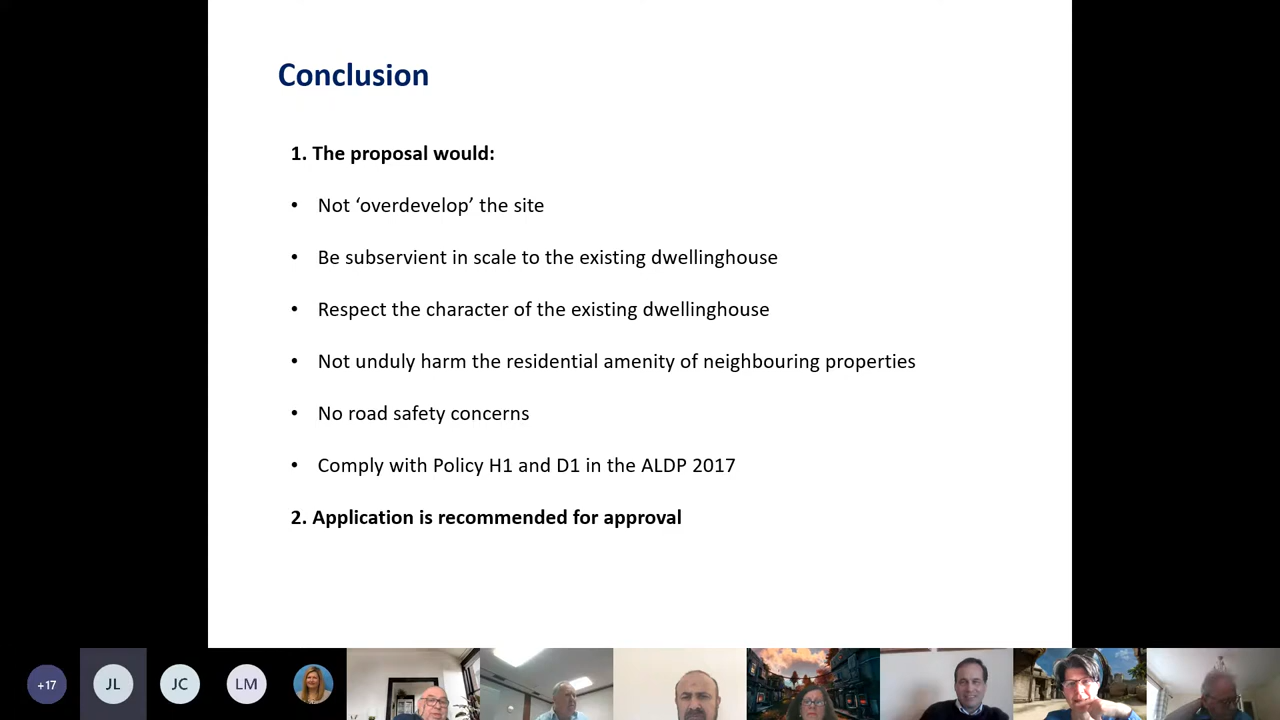 Conclusion
1. The proposal would:
• Not ‘overdevelop’ the site
• Be subservient in scale to the existing dwellinghouse
• Respect the character of the existing dwellinghouse
• Not unduly harm the residential amenity of neighbouring properties
• No road safety concerns
• Comply with Policy H1 and D1 in the ALDP 2017
2. Application is recommended for approval
+17 JL JC LM